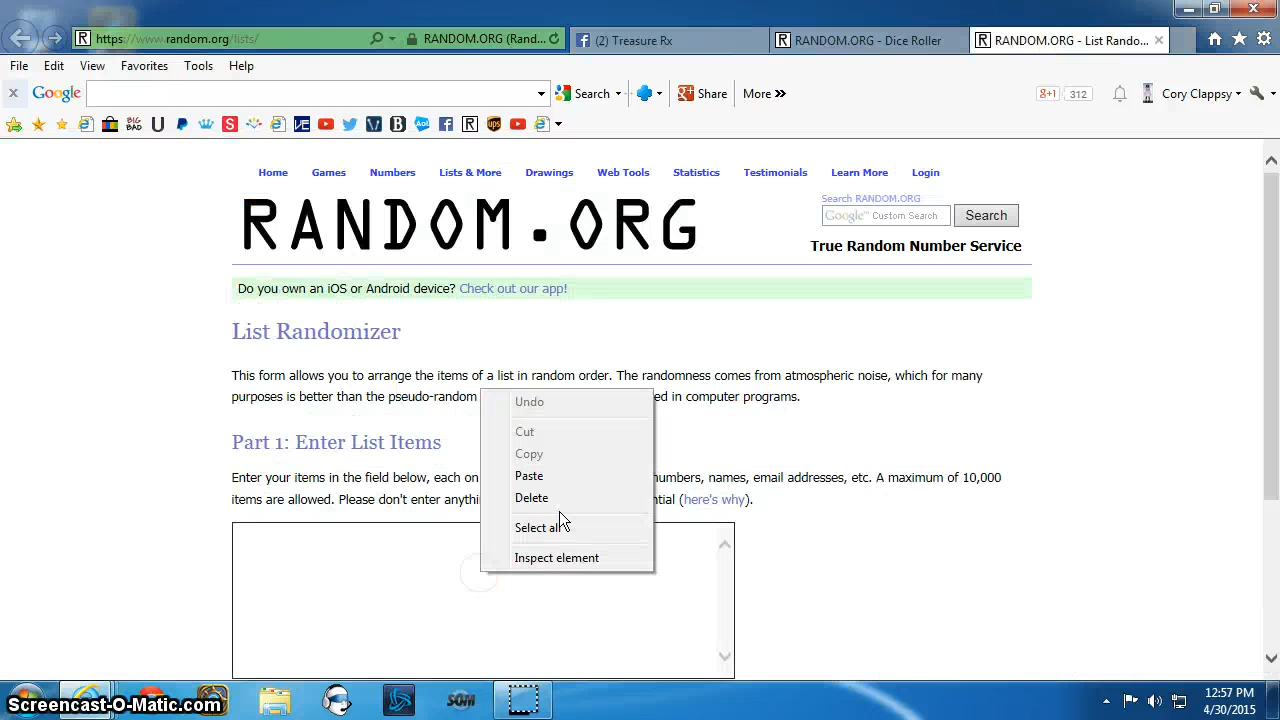 https://www.random.org/lists/
RANDOM.ORG (Rand...
(2) Treasure Rx
RANDOM.ORG - Dice Roller
RANDOM.ORG - List Rando...
File Edit View Favorites Tools Help
Google
Search
Share
More
312
Cory Clappsy
BIG BAD
Home Games Numbers Lists & More Drawings Web Tools Statistics Testimonials Learn More Login
RANDOM.ORG
Search RANDOM.ORG
Google™ Custom Search
Search
True Random Number Service
Do you own an iOS or Android device? Check out our app!
List Randomizer
This form allows you to arrange the items of a list in random order. The randomness comes from atmospheric noise, which for many
purposes is better than the pseudo-random ed in computer programs.
Undo
Cut
Copy
Paste
Delete
Select all
Inspect element
Part 1: Enter List Items
Enter your items in the field below, each on numbers, names, email addresses, etc. A maximum of 10,000
items are allowed. Please don't enter anythin ntial (here's why).
SOM
Screencast-O-Matic.com
12:57 PM
4/30/2015